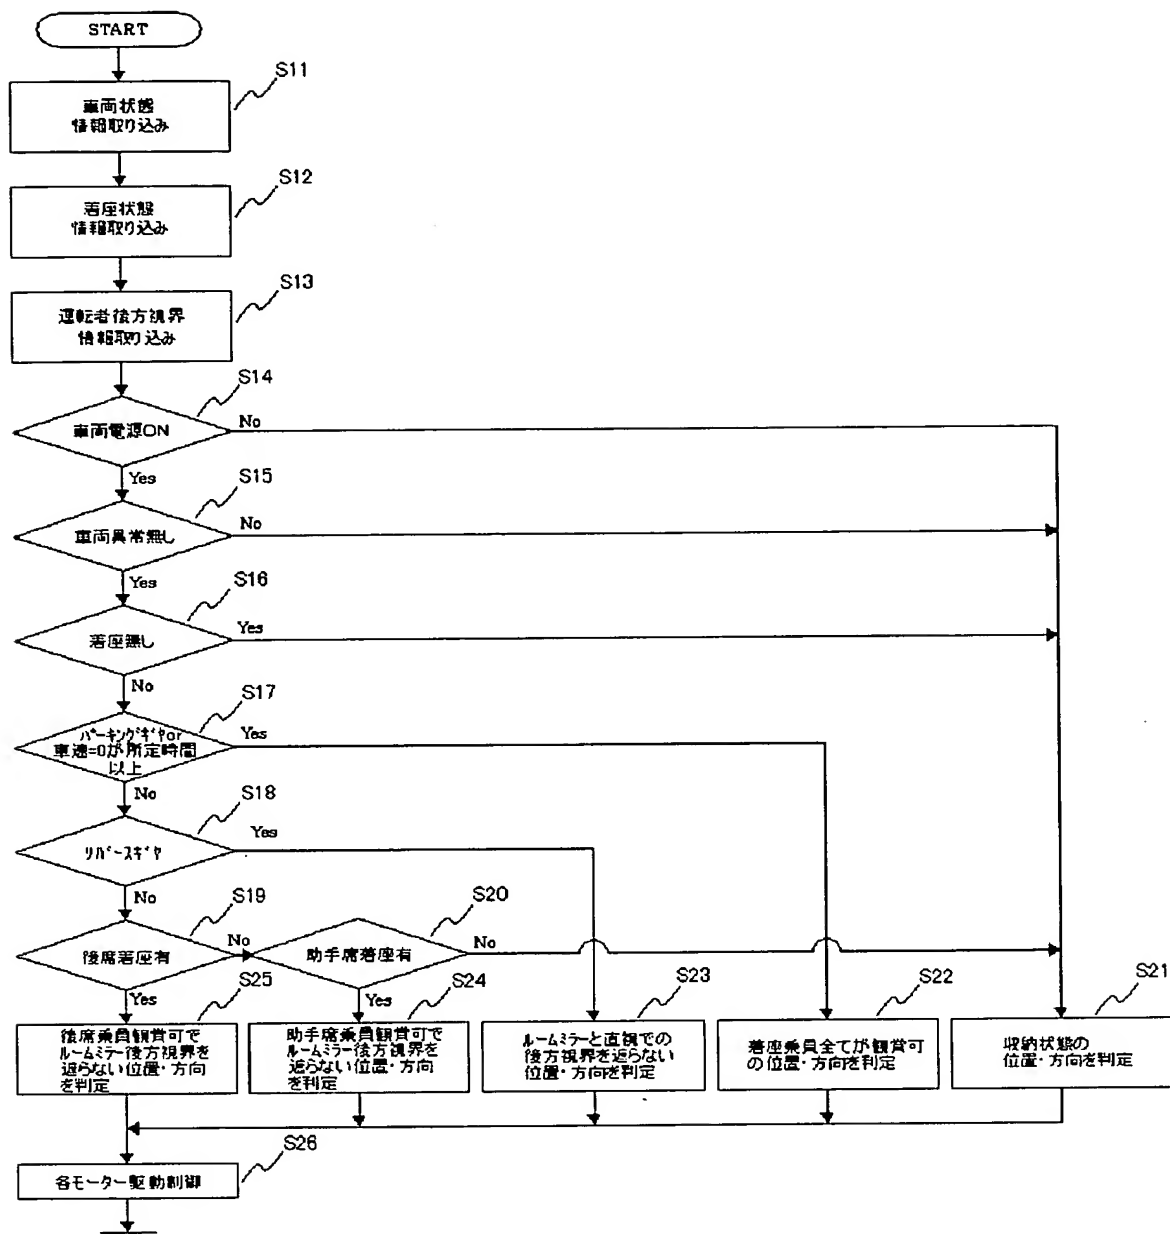 START
S11
車両状態
情報取り込み
S12
着座状態
情報取り込み
S13
運転者後方視界
情報取り込み
S14
車両電源ON
No
Yes
S15
車両異常無し
No
Yes
S16
着座無し
Yes
No
S17
パーキングギヤor
車速=0が所定時間
以上
Yes
No
S18
リバースギヤ
Yes
No
S19
後席着座有
No
Yes
S20
助手席着座有
No
Yes
S25
後席乗員観賞可で
ルームミラー後方視界を
返らない位置・方向
を判定
S24
助手席乗員観賞可で
ルームミラー後方視界を
返らない位置・方向
を判定
S23
ルームミラーと直視での
後方視界を返らない
位置・方向を判定
S22
着座乗員全てが観賞可
の位置・方向を判定
S21
収納状態の
位置・方向を判定
S26
各モーター駆動制御